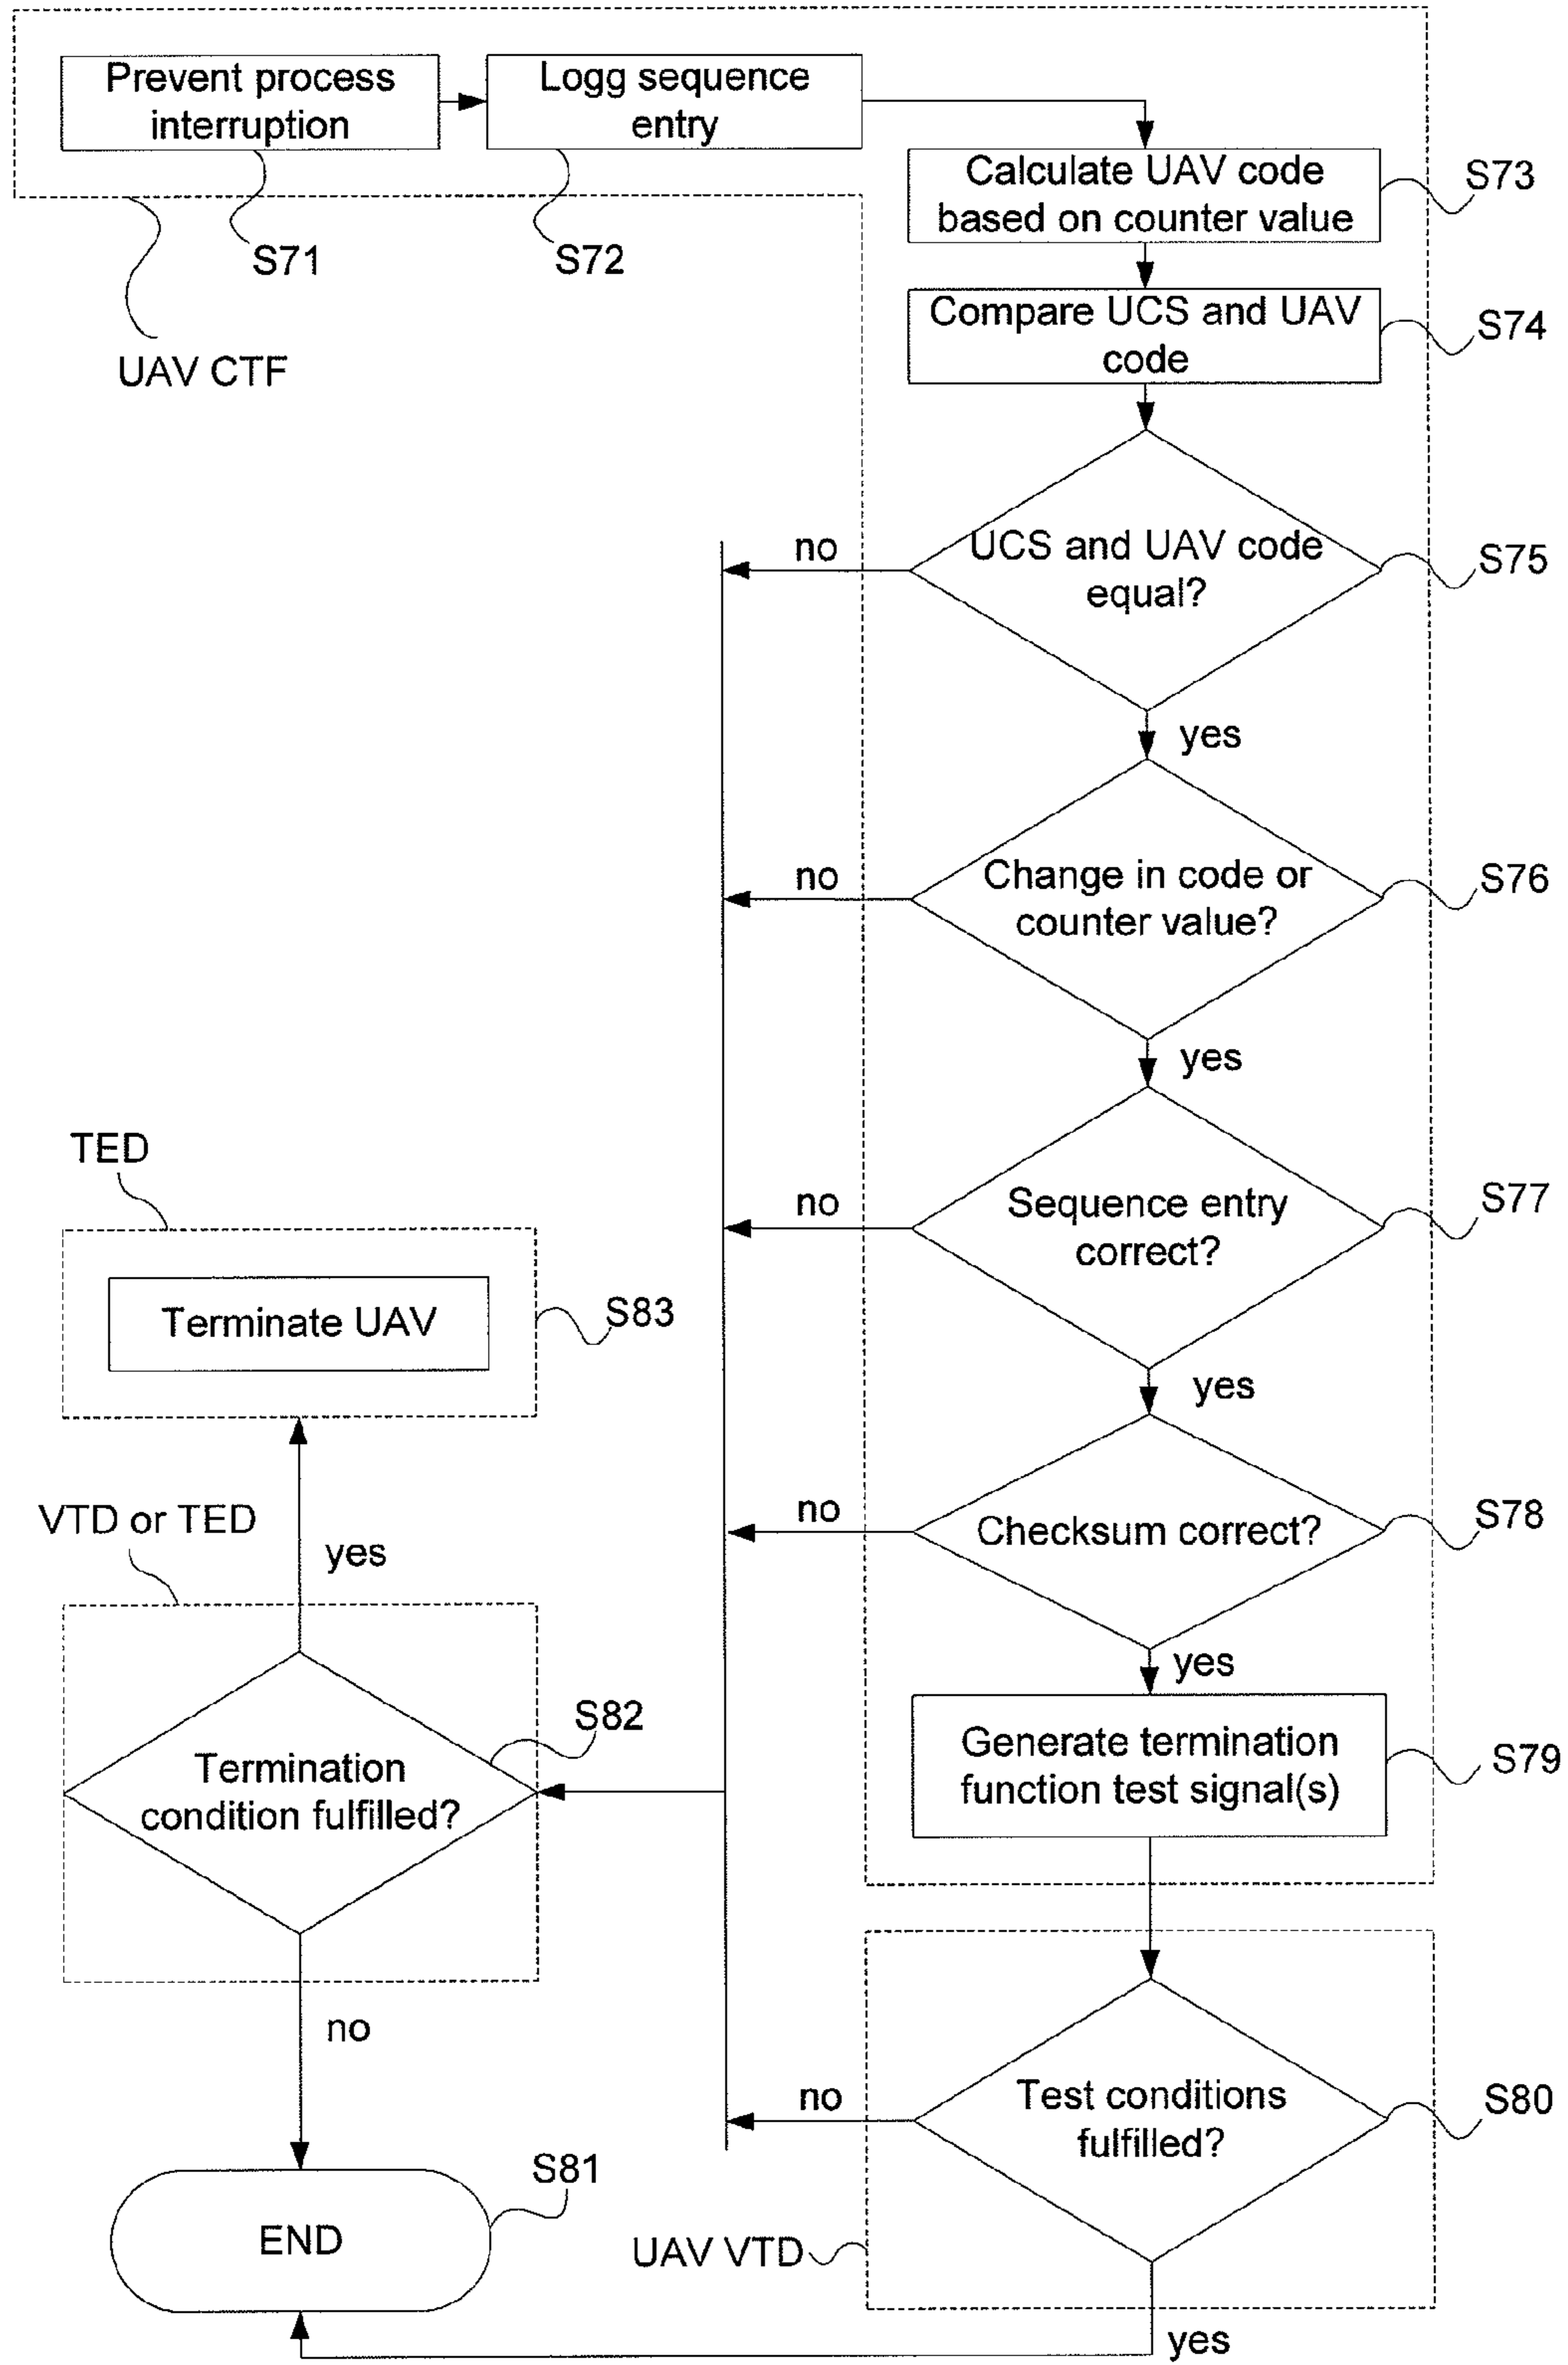 Prevent process
interruption
Logg sequence
entry
S71
S72
UAV CTF
Calculate UAV code
based on counter value
S73
Compare UCS and UAV
code
S74
UCS and UAV code
equal?
S75
no
yes
Change in code or
counter value?
S76
no
yes
Sequence entry
correct?
S77
no
yes
Checksum correct?
S78
no
yes
Generate termination
function test signal(s)
S79
Test conditions
fulfilled?
S80
no
yes
UAV VTD
TED
Terminate UAV
S83
VTD or TED
yes
Termination
condition fulfilled?
S82
no
END
S81